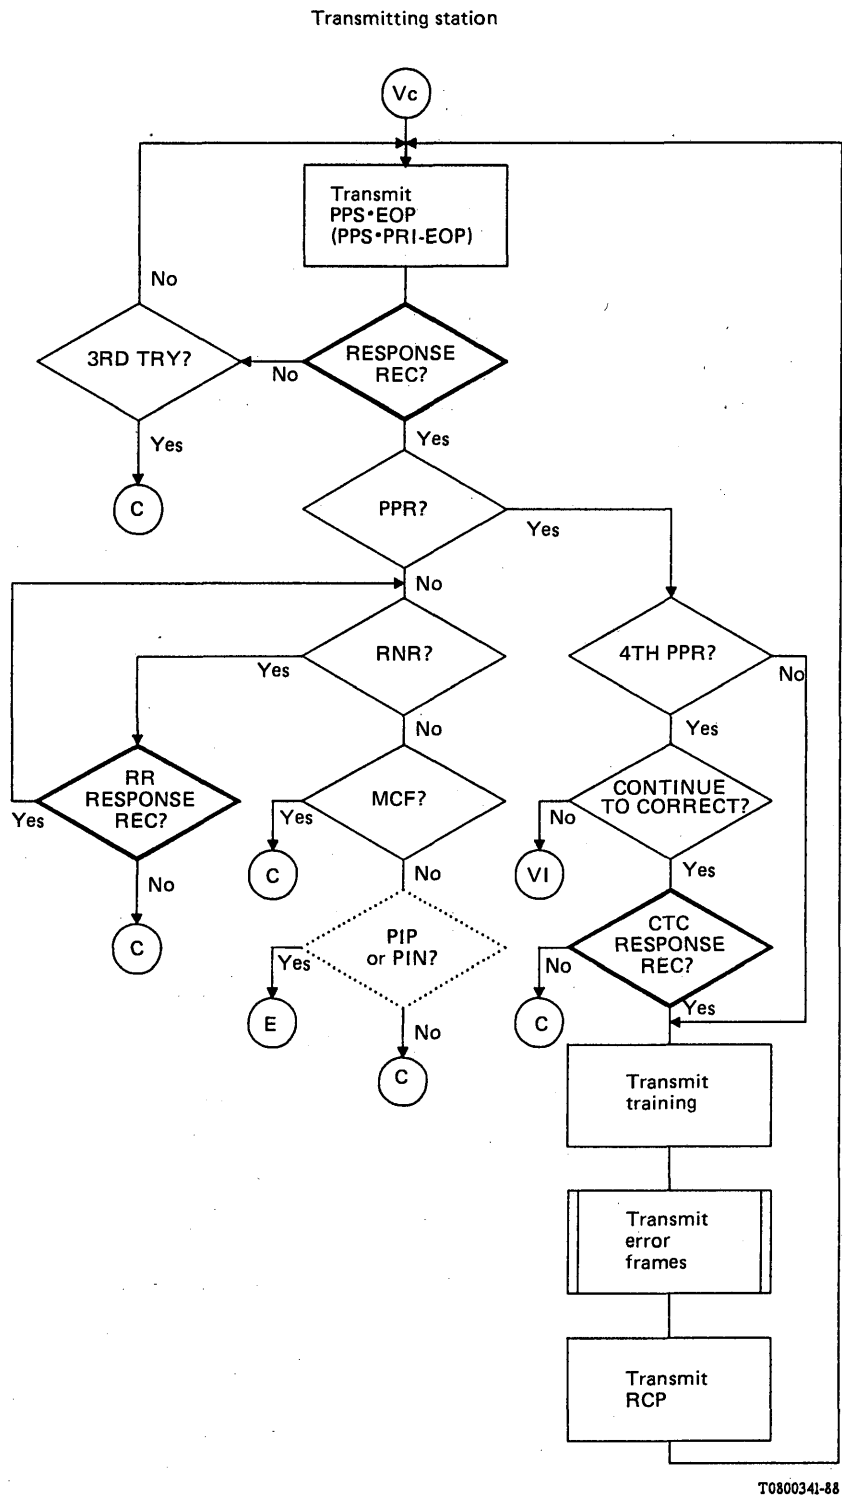 Transmitting station
Vc
Transmit
PPS•EOP
(PPS•PRI-EOP)
No
3RD TRY?
No
RESPONSE
REC?
Yes
Yes
C
PPR?
Yes
No
Yes
RNR?
4TH PPR?
No
No
Yes
RR
RESPONSE
REC?
Yes
MCF?
Yes
CONTINUE
TO CORRECT?
No
No
C
No
VI
Yes
C
PIP
or PIN?
Yes
CTC
RESPONSE
REC?
No
Yes
E
No
C
C
Transmit
training
Transmit
error
frames
Transmit
RCP
T0800341-88